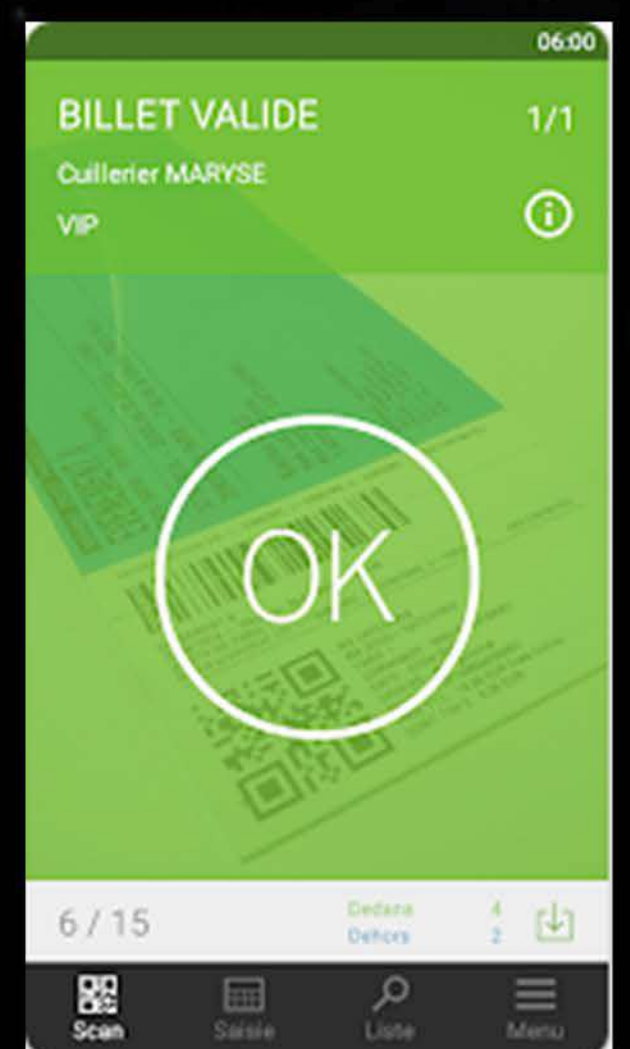 06:00
BILLET VALIDE 1/1
Cuillerier MARYSE
VIP
OK
6 / 15
Dedans 4
Dehors 2
Scan Saisie Liste Menu